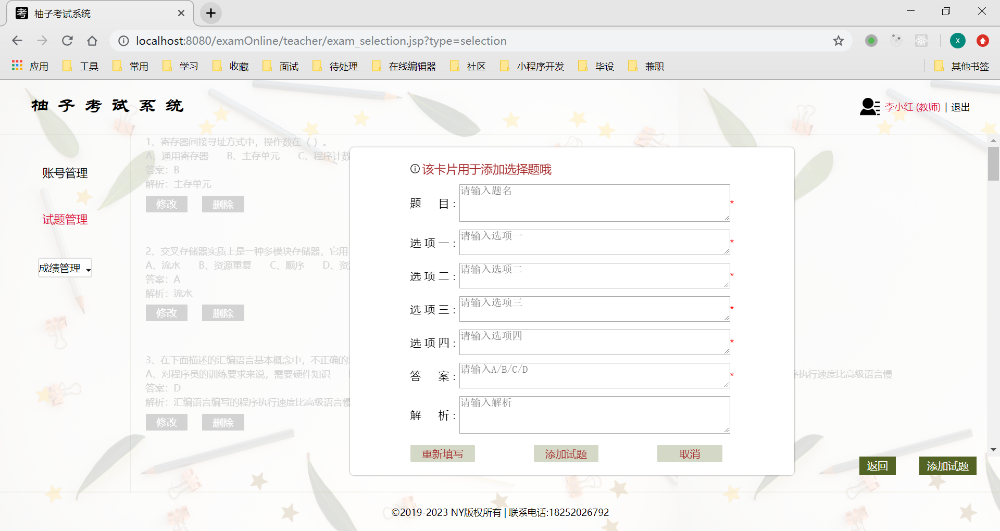 柚子考试系统
localhost:8080/examOnline/teacher/exam_selection.jsp?type=selection
应用 工具 常用 学习 收藏 面试 待处理 在线编辑器 社区 小程序开发 毕设 兼职 其他书签
柚子考试系统
李小红 (教师) | 退出
账号管理
试题管理
成绩管理
1、寄存器间接寻址方式中，操作数在（ ）。
A、通用寄存器 B、主存单元 C、程序计数
答案：B
解析：主存单元
修改 删除
2、交叉存储器实质上是一种多模块存储器，它用
A、流水 B、资源重复 C、顺序 D、资
答案：A
解析：流水
修改 删除
3、在下面描述的汇编语言基本概念中，不正确的
A、对程序员的训练要求来说，需要硬件知识 序执行速度比高级语言慢
答案：D
解析：汇编语言编写的程序执行速度比高级语言慢
修改 删除
该卡片用于添加选择题哦
题 目： 请输入题名 *
选 项 一： 请输入选项一 *
选 项 二： 请输入选项二 *
选 项 三： 请输入选项三 *
选 项 四： 请输入选项四 *
答 案： 请输入A/B/C/D *
解 析： 请输入解析
重新填写 添加试题 取消
返回 添加试题
©2019-2023 NY版权所有 | 联系电话:18252026792